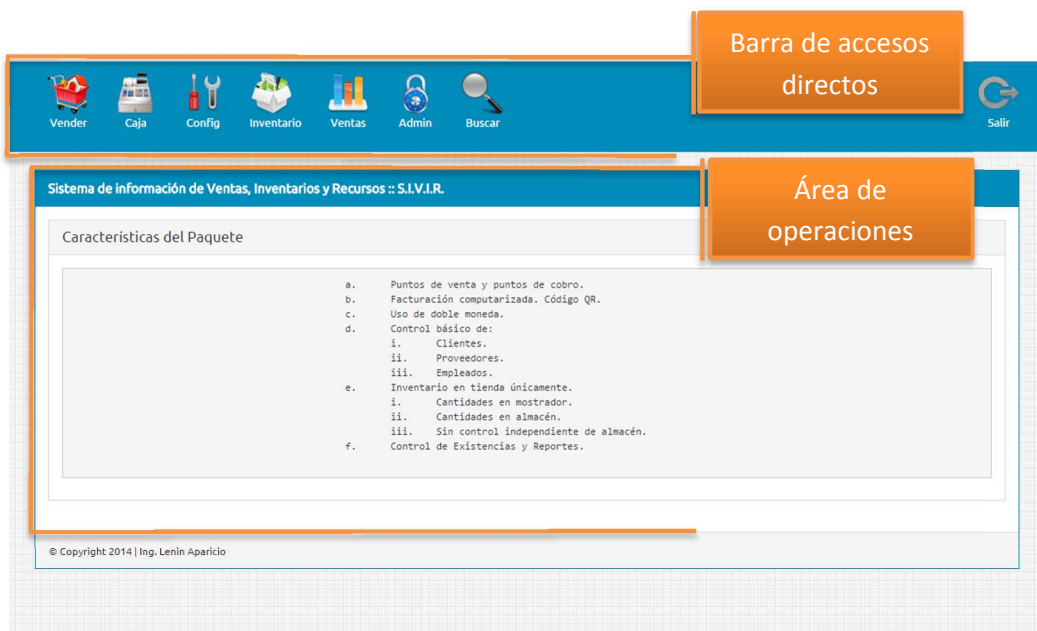 Barra de accesos
directos
Vender Caja Config Inventario Ventas Admin Buscar Salir
Sistema de información de Ventas, Inventarios y Recursos :: S.I.V.I.R.
Área de
operaciones
Características del Paquete
a. Puntos de venta y puntos de cobro.
b. Facturación computarizada. Código QR.
c. Uso de doble moneda.
d. Control básico de:
i. Clientes.
ii. Proveedores.
iii. Empleados.
e. Inventario en tienda únicamente.
i. Cantidades en mostrador.
ii. Cantidades en almacén.
iii. Sin control independiente de almacén.
f. Control de Existencias y Reportes.
© Copyright 2014 | Ing. Lenin Aparicio